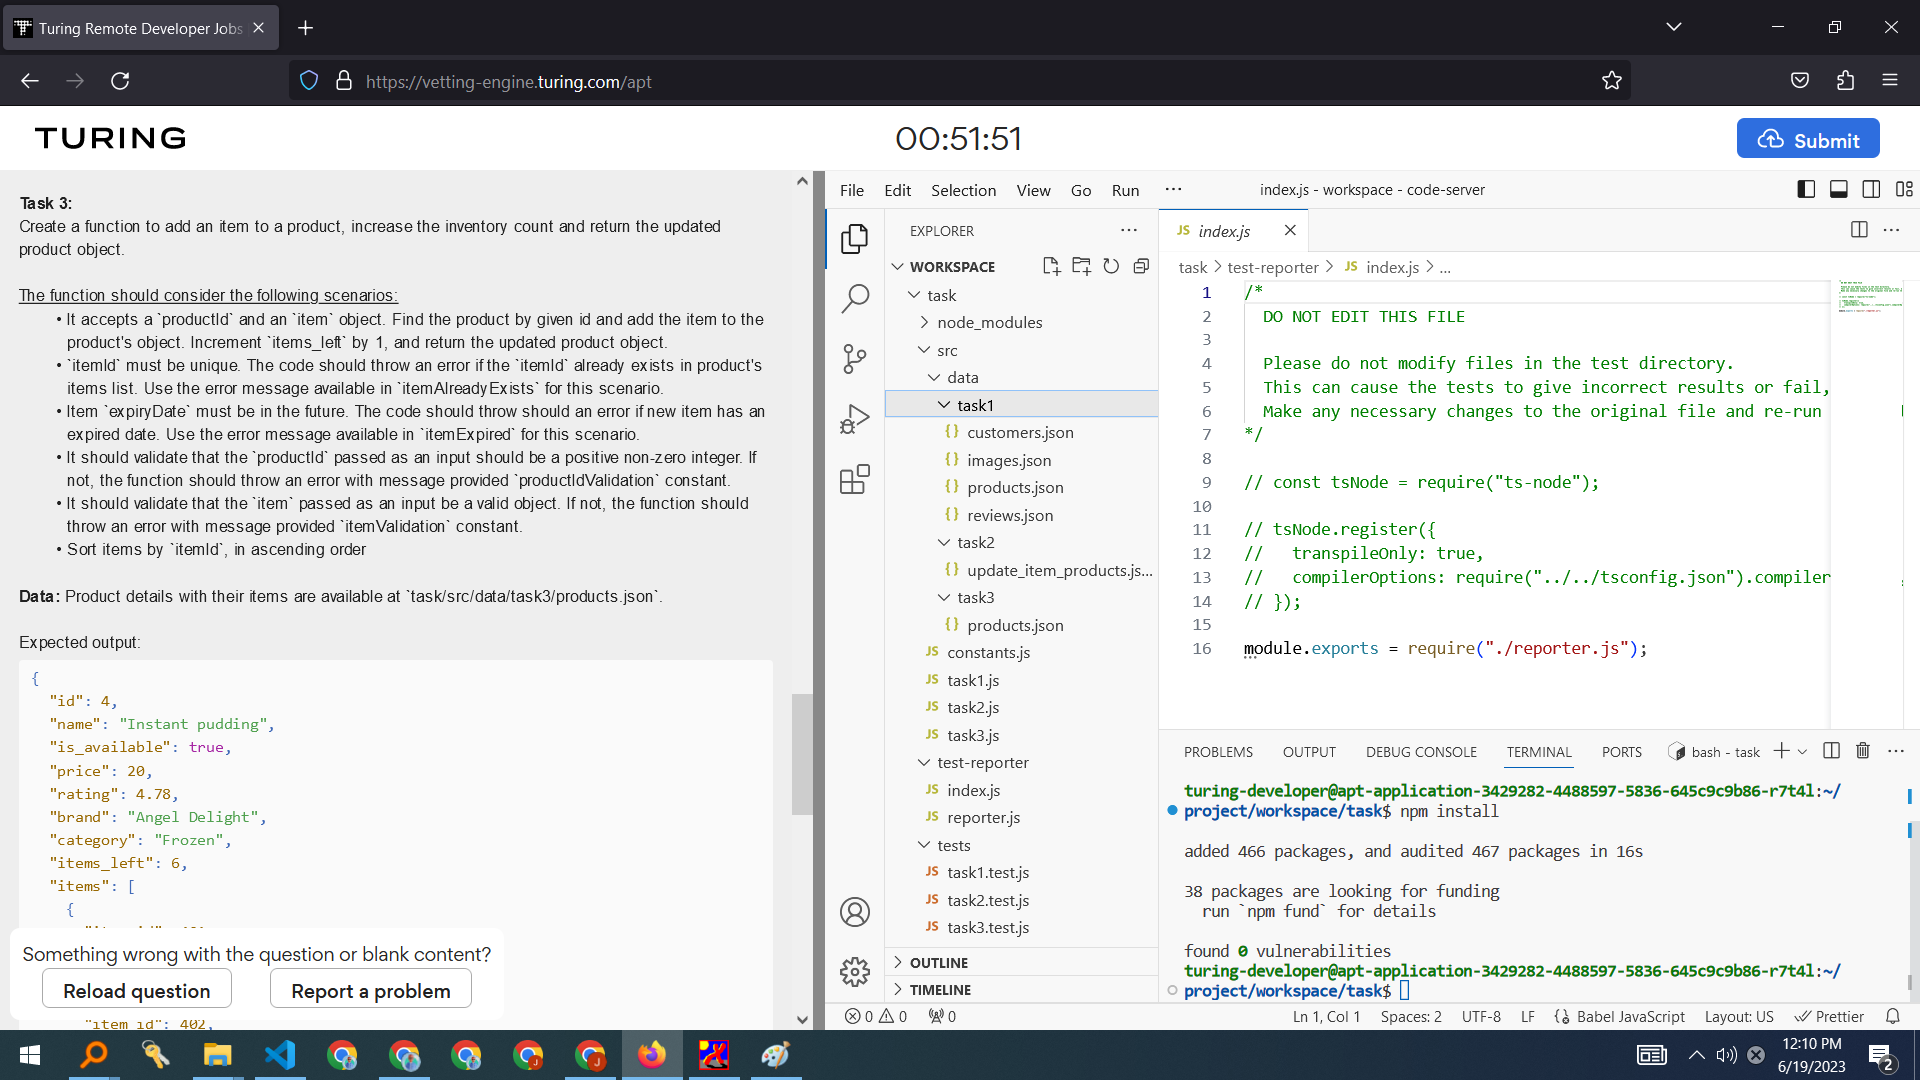 Turing Remote Developer Jobs
https://vetting-engine.turing.com/apt
TURING
00:51:51
Submit
Task 3:
Create a function to add an item to a product, increase the inventory count and return the updated
product object.
The function should consider the following scenarios:
• It accepts a `productId` and an `item` object. Find the product by given id and add the item to the
product's object. Increment `items_left` by 1, and return the updated product object.
• `itemId` must be unique. The code should throw an error if the `itemId` already exists in product's
items list. Use the error message available in `itemAlreadyExists` for this scenario.
• Item `expiryDate` must be in the future. The code should throw should an error if new item has an
expired date. Use the error message available in `itemExpired` for this scenario.
• It should validate that the `productId` passed as an input should be a positive non-zero integer. If
not, the function should throw an error with message provided `productIdValidation` constant.
• It should validate that the `item` passed as an input be a valid object. If not, the function should
throw an error with message provided `itemValidation` constant.
• Sort items by `itemId`, in ascending order
Data: Product details with their items are available at `task/src/data/task3/products.json`.
Expected output:
{
"id": 4,
"name": "Instant pudding",
"is_available": true,
"price": 20,
"rating": 4.78,
"brand": "Angel Delight",
"category": "Frozen",
"items_left": 6,
"items": [
{
Something wrong with the question or blank content?
Reload question
Report a problem
"item_id": 402,
File Edit Selection View Go Run ···
index.js - workspace - code-server
EXPLORER
WORKSPACE
task
node_modules
src
data
task1
{} customers.json
{} images.json
{} products.json
{} reviews.json
task2
{} update_item_products.js...
task3
{} products.json
JS constants.js
JS task1.js
JS task2.js
JS task3.js
test-reporter
JS index.js
JS reporter.js
tests
JS task1.test.js
JS task2.test.js
JS task3.test.js
OUTLINE
TIMELINE
JS index.js
task > test-reporter > JS index.js > ...
1 /*
2 DO NOT EDIT THIS FILE
3
4 Please do not modify files in the test directory.
5 This can cause the tests to give incorrect results or fail,
6 Make any necessary changes to the original file and re-run
7 */
8
9 // const tsNode = require("ts-node");
10
11 // tsNode.register({
12 // transpileOnly: true,
13 // compilerOptions: require("../../tsconfig.json").compiler
14 // });
15
16 module.exports = require("./reporter.js");
PROBLEMS OUTPUT DEBUG CONSOLE TERMINAL PORTS bash - task
turing-developer@apt-application-3429282-4488597-5836-645c9c9b86-r7t4l:~/
project/workspace/task$ npm install
added 466 packages, and audited 467 packages in 16s
38 packages are looking for funding
run `npm fund` for details
found 0 vulnerabilities
turing-developer@apt-application-3429282-4488597-5836-645c9c9b86-r7t4l:~/
project/workspace/task$
0 0 0
Ln 1, Col 1 Spaces: 2 UTF-8 LF {} Babel JavaScript Layout: US Prettier
12:10 PM
6/19/2023
2